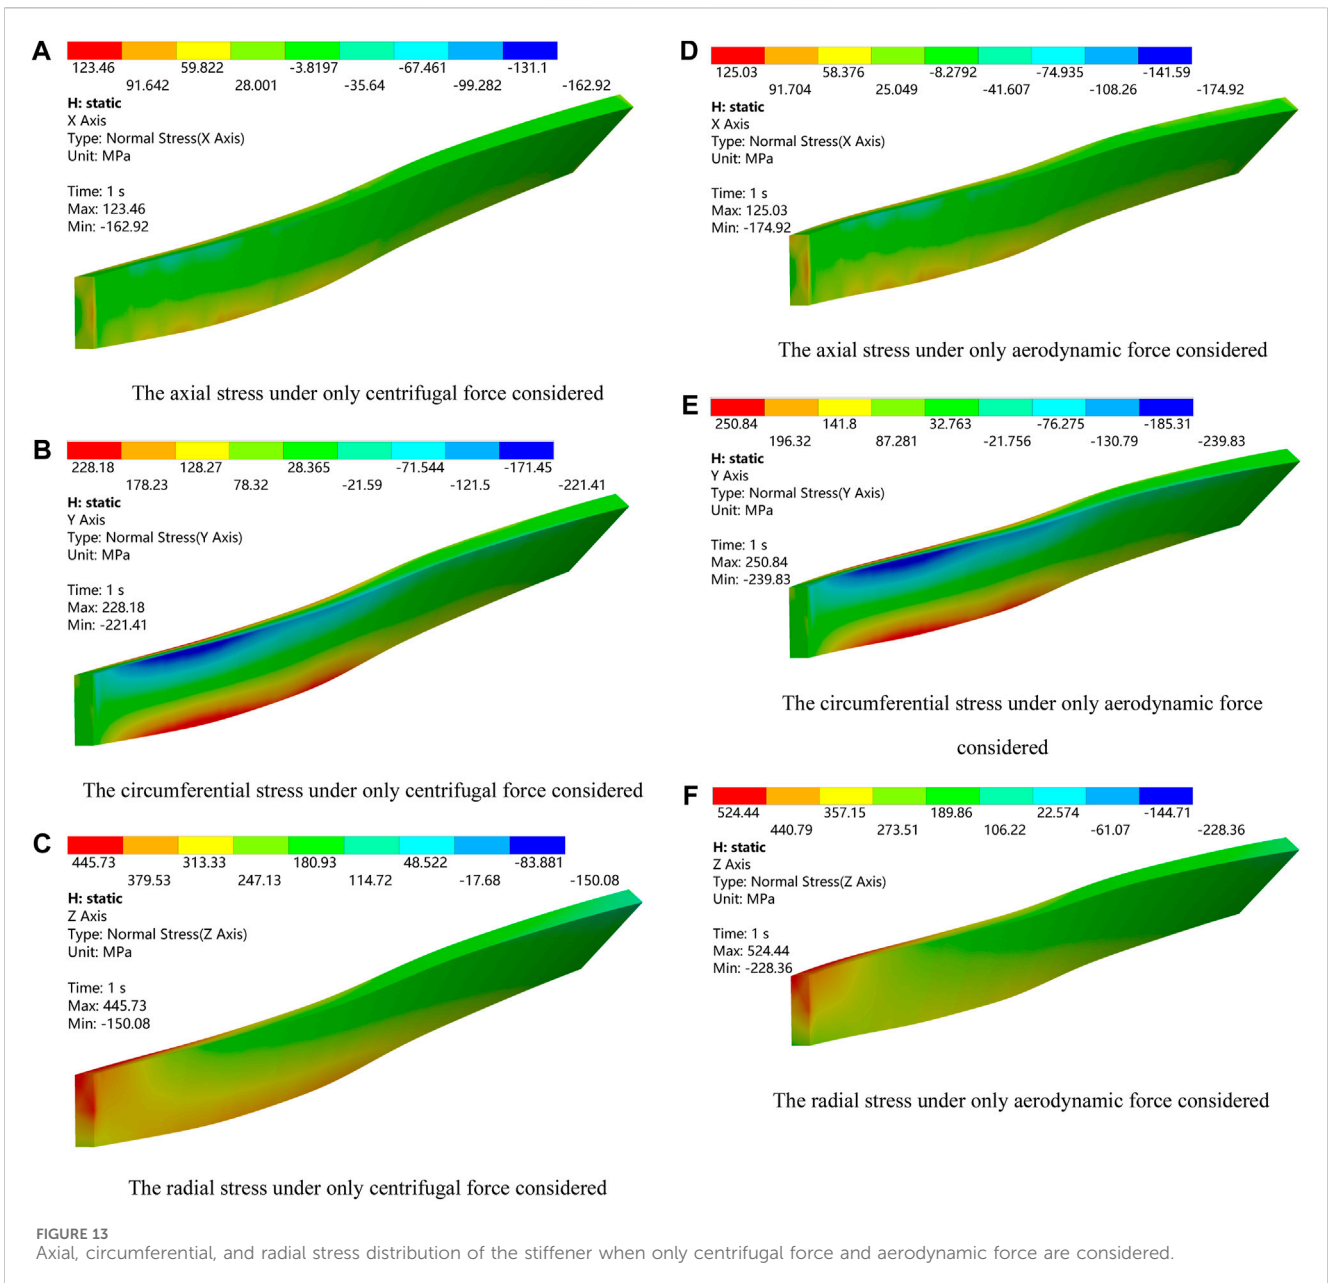 A
123.46 59.822 -3.8197 -67.461 -131.1
91.642 28.001 -35.64 -99.282 -162.92
H: static
X Axis
Type: Normal Stress(X Axis)
Unit: MPa
Time: 1 s
Max: 123.46
Min: -162.92
The axial stress under only centrifugal force considered
B
228.18 128.27 28.365 -71.544 -171.45
178.23 78.32 -21.59 -121.5 -221.41
H: static
Y Axis
Type: Normal Stress(Y Axis)
Unit: MPa
Time: 1 s
Max: 228.18
Min: -221.41
The circumferential stress under only centrifugal force considered
C
445.73 313.33 180.93 48.522 -83.881
379.53 247.13 114.72 -17.68 -150.08
H: static
Z Axis
Type: Normal Stress(Z Axis)
Unit: MPa
Time: 1 s
Max: 445.73
Min: -150.08
The radial stress under only centrifugal force considered
D
125.03 58.376 -8.2792 -74.935 -141.59
91.704 25.049 -41.607 -108.26 -174.92
H: static
X Axis
Type: Normal Stress(X Axis)
Unit: MPa
Time: 1 s
Max: 125.03
Min: -174.92
The axial stress under only aerodynamic force considered
E
250.84 141.8 32.763 -76.275 -185.31
196.32 87.281 -21.756 -130.79 -239.83
H: static
Y Axis
Type: Normal Stress(Y Axis)
Unit: MPa
Time: 1 s
Max: 250.84
Min: -239.83
The circumferential stress under only aerodynamic force
considered
F
524.44 357.15 189.86 22.574 -144.71
440.79 273.51 106.22 -61.07 -228.36
H: static
Z Axis
Type: Normal Stress(Z Axis)
Unit: MPa
Time: 1 s
Max: 524.44
Min: -228.36
The radial stress under only aerodynamic force considered
FIGURE 13
Axial, circumferential, and radial stress distribution of the stiffener when only centrifugal force and aerodynamic force are considered.